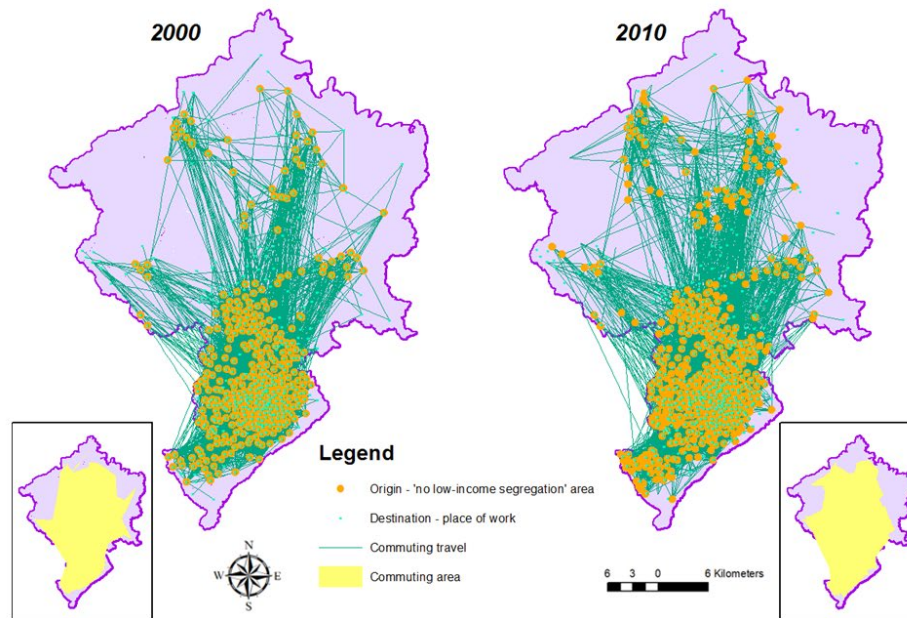 2000
2010
Legend
Origin - 'no low-income segregation' area
Destination - place of work
Commuting travel
Commuting area
N
W
E
S
6 3 0 6 Kilometers